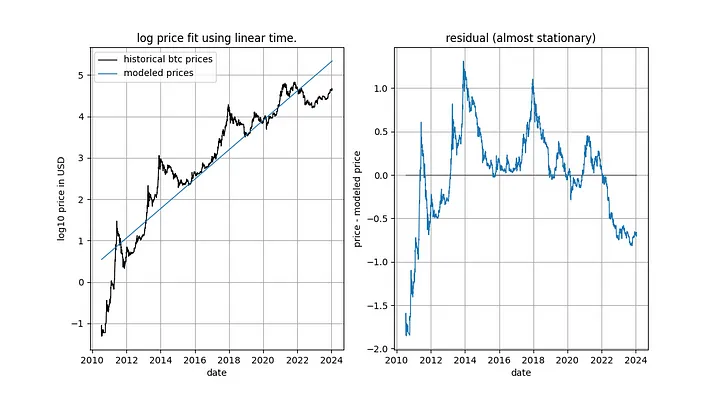 log price fit using linear time.
historical btc prices
modeled prices
5
4
3
2
1
0
−1
log10 price in USD
2010 2012 2014 2016 2018 2020 2022 2024
date
residual (almost stationary)
1.0
0.5
0.0
−0.5
−1.0
−1.5
−2.0
price - modeled price
2010 2012 2014 2016 2018 2020 2022 2024
date